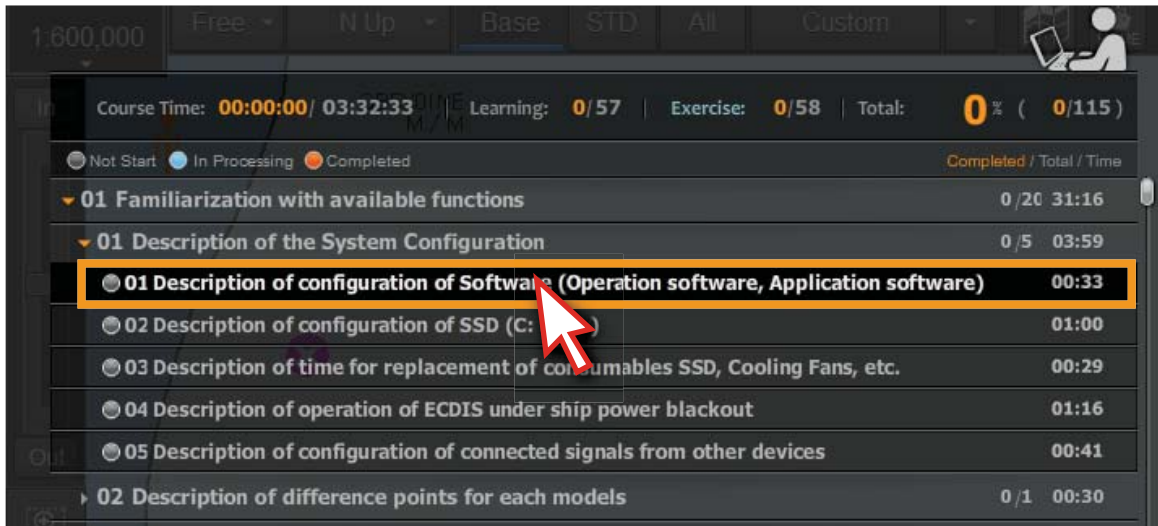 1:600,000 Free N Up Base STD All Custom
In
Course Time: 00:00:00/ 03:32:33 | Learning: 0/57 | Exercise: 0/58 | Total: 0 % ( 0/115 )
Not Start In Processing Completed Completed / Total / Time
01 Familiarization with available functions 0 /20 31:16
01 Description of the System Configuration 0 /5 03:59
01 Description of configuration of Software (Operation software, Application software) 00:33
02 Description of configuration of SSD (C: ) 01:00
03 Description of time for replacement of consumables SSD, Cooling Fans, etc. 00:29
04 Description of operation of ECDIS under ship power blackout 01:16
05 Description of configuration of connected signals from other devices 00:41
Out
02 Description of difference points for each models 0 /1 00:30